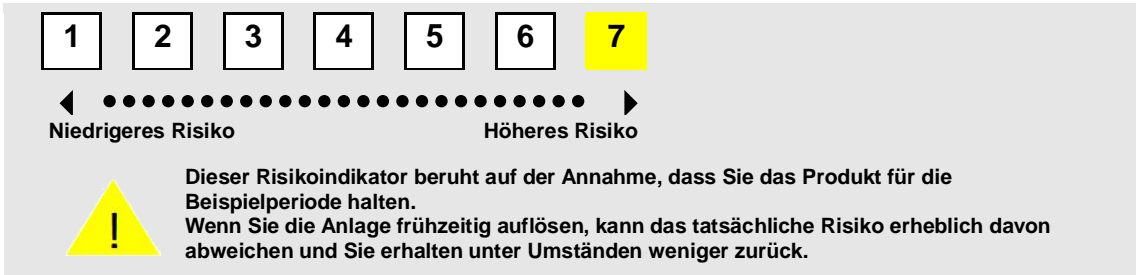 1 2 3 4 5 6 7
Niedrigeres Risiko Höheres Risiko
Dieser Risikoindikator beruht auf der Annahme, dass Sie das Produkt für die
Beispielperiode halten.
Wenn Sie die Anlage frühzeitig auflösen, kann das tatsächliche Risiko erheblich davon
abweichen und Sie erhalten unter Umständen weniger zurück.
!